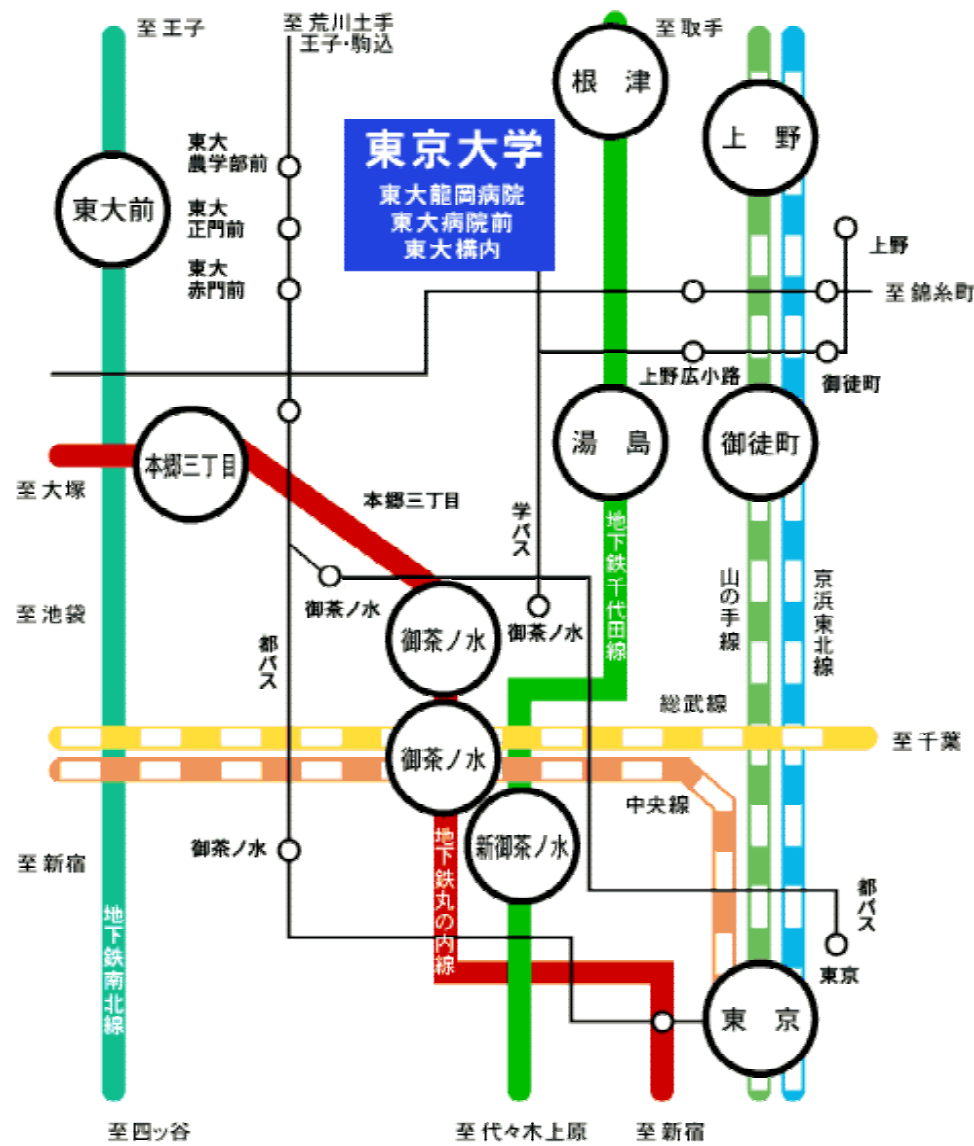 至 王子
至 荒川土手
王子・駒込
至 取手
根 津
上 野
東大
農学部前
東京大学
東大龍岡病院
東大病院前
東大構内
東大前
東大
正門前
上野
東大
赤門前
至 錦糸町
上野広小路
御徒町
湯 島
御徒町
本郷三丁目
至 大塚
本郷三丁目
学バス
地下鉄千代田線
山の手線
京浜東北線
至 池袋
御茶ノ水
御茶ノ水
御茶ノ水
都バス
総武線
至 千葉
御茶ノ水
中央線
新御茶ノ水
御茶ノ水
至 新宿
地下鉄丸の内線
都バス
地下鉄南北線
東京
東 京
至 四ッ谷
至 代々木上原
至 新宿